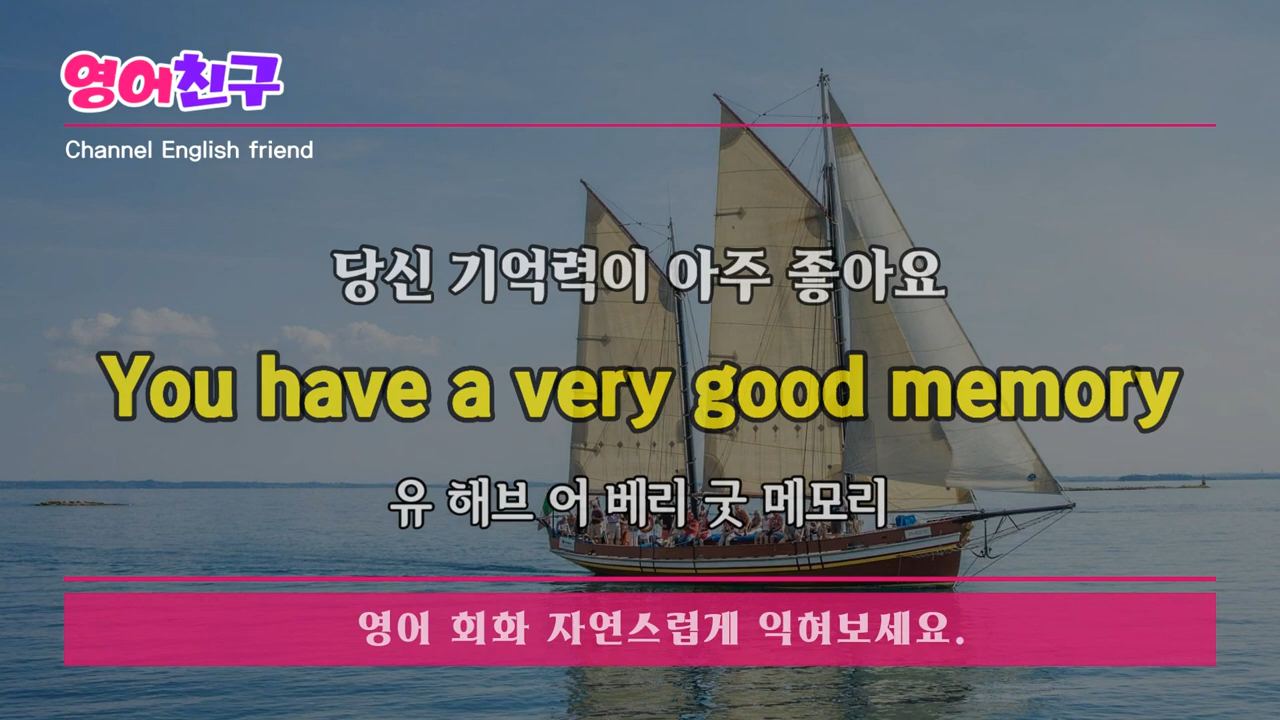 영어친구
Channel English friend
당신 기억력이 아주 좋아요
You have a very good memory
유 해브 어 베리 굿 메모리
영어 회화 자연스럽게 익혀보세요.